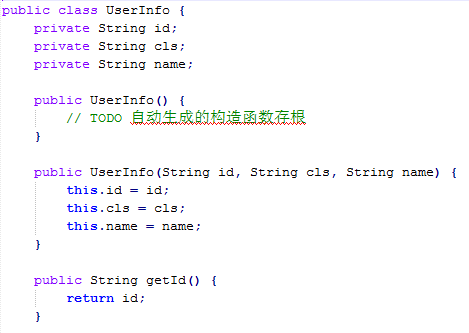 public class UserInfo {
    private String id;
    private String cls;
    private String name;

    public UserInfo() {
        // TODO 自动生成的构造函数存根
    }

    public UserInfo(String id, String cls, String name) {
        this.id = id;
        this.cls = cls;
        this.name = name;
    }

    public String getId() {
        return id;
    }